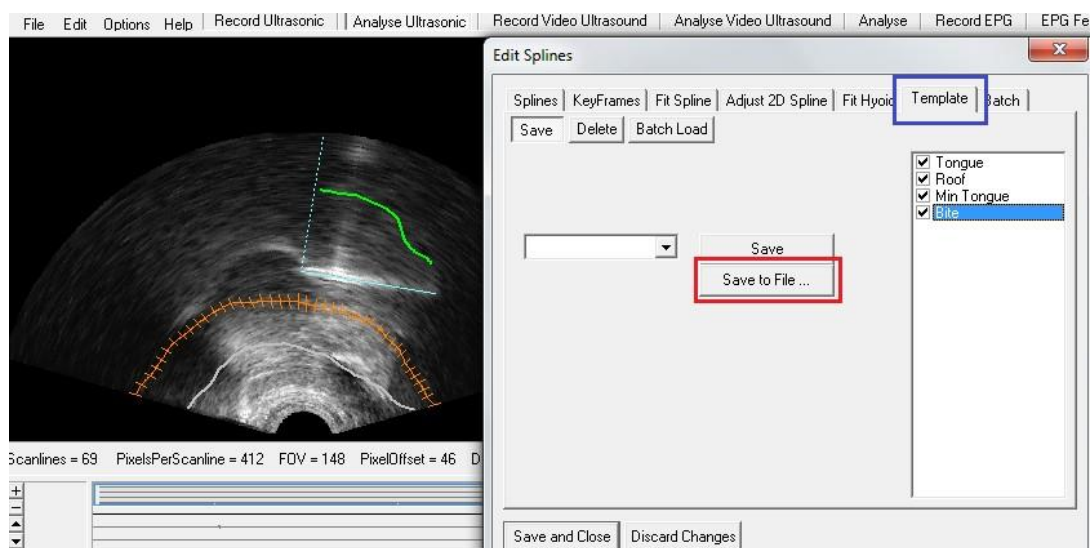 File Edit Options Help Record Ultrasonic Analyse Ultrasonic Record Video Ultrasound Analyse Video Ultrasound Analyse Record EPG EPG Fe
Edit Splines
Splines KeyFrames Fit Spline Adjust 2D Spline Fit Hyoid Template Batch
Save Delete Batch Load
Tongue
Roof
Min Tongue
Bite
Save
Save to File ...
Scanlines = 69 PixelsPerScanline = 412 FOV = 148 PixelOffset = 46 D
Save and Close Discard Changes